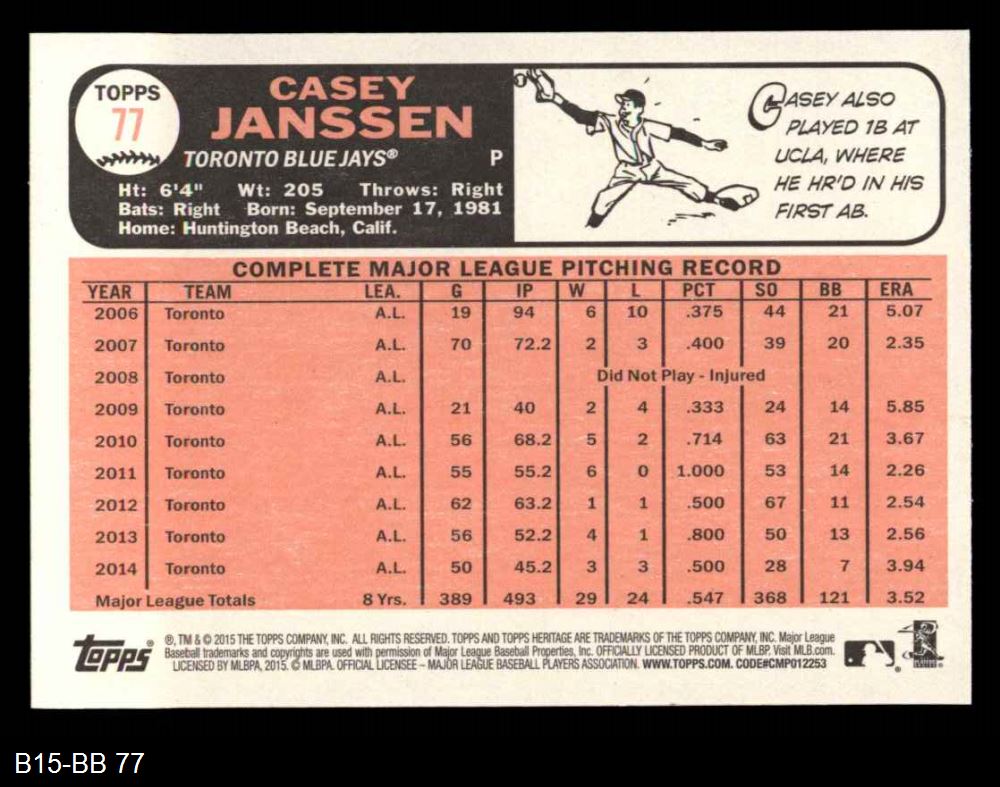 TOPPS
77
CASEY
JANSSEN
TORONTO BLUE JAYS® P
Ht: 6'4" Wt: 205 Throws: Right
Bats: Right Born: September 17, 1981
Home: Huntington Beach, Calif.
CASEY ALSO
PLAYED 1B AT
UCLA, WHERE
HE HR'D IN HIS
FIRST AB.
COMPLETE MAJOR LEAGUE PITCHING RECORD
YEAR TEAM LEA. G IP W L PCT SO BB ERA
2006 Toronto A.L. 19 94 6 10 .375 44 21 5.07
2007 Toronto A.L. 70 72.2 2 3 .400 39 20 2.35
2008 Toronto A.L. Did Not Play - Injured
2009 Toronto A.L. 21 40 2 4 .333 24 14 5.85
2010 Toronto A.L. 56 68.2 5 2 .714 63 21 3.67
2011 Toronto A.L. 55 55.2 6 0 1.000 53 14 2.26
2012 Toronto A.L. 62 63.2 1 1 .500 67 11 2.54
2013 Toronto A.L. 56 52.2 4 1 .800 50 13 2.56
2014 Toronto A.L. 50 45.2 3 3 .500 28 7 3.94
Major League Totals 8 Yrs. 389 493 29 24 .547 368 121 3.52
Topps®
®, TM & © 2015 THE TOPPS COMPANY, INC. ALL RIGHTS RESERVED. TOPPS AND TOPPS HERITAGE ARE TRADEMARKS OF THE TOPPS COMPANY, INC. Major League
Baseball trademarks and copyrights are used with permission of Major League Baseball Properties, Inc. OFFICIALLY LICENSED PRODUCT OF MLBP. Visit MLB.com.
LICENSED BY MLBPA, 2015. © MLBPA. OFFICIAL LICENSEE – MAJOR LEAGUE BASEBALL PLAYERS ASSOCIATION. WWW.TOPPS.COM. CODE#CMP012253
B15-BB 77